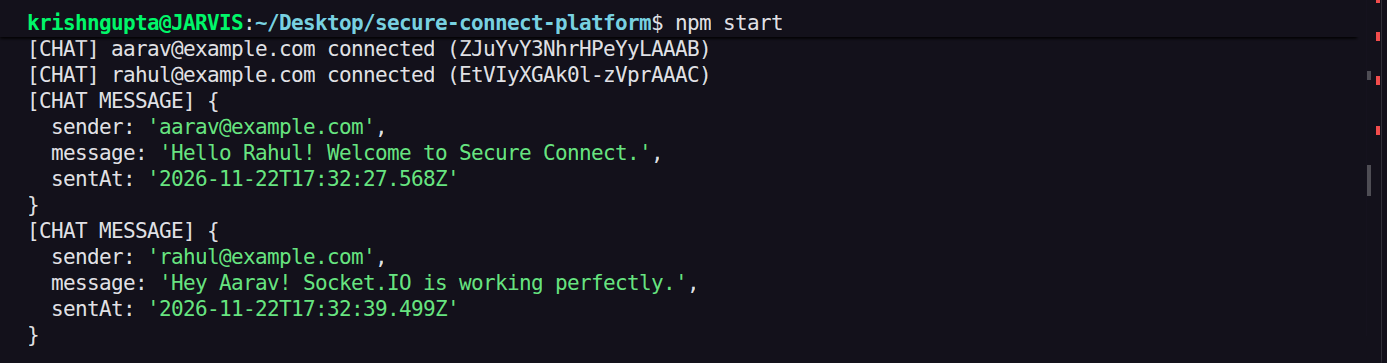 krishngupta@JARVIS:~/Desktop/secure-connect-platform$ npm start
[CHAT] aarav@example.com connected (ZJuYvY3NhrHPeYyLAAAB)
[CHAT] rahul@example.com connected (EtVIyXGAk0l-zVprAAAC)
[CHAT MESSAGE] {
  sender: 'aarav@example.com',
  message: 'Hello Rahul! Welcome to Secure Connect.',
  sentAt: '2026-11-22T17:32:27.568Z'
}
[CHAT MESSAGE] {
  sender: 'rahul@example.com',
  message: 'Hey Aarav! Socket.IO is working perfectly.',
  sentAt: '2026-11-22T17:32:39.499Z'
}